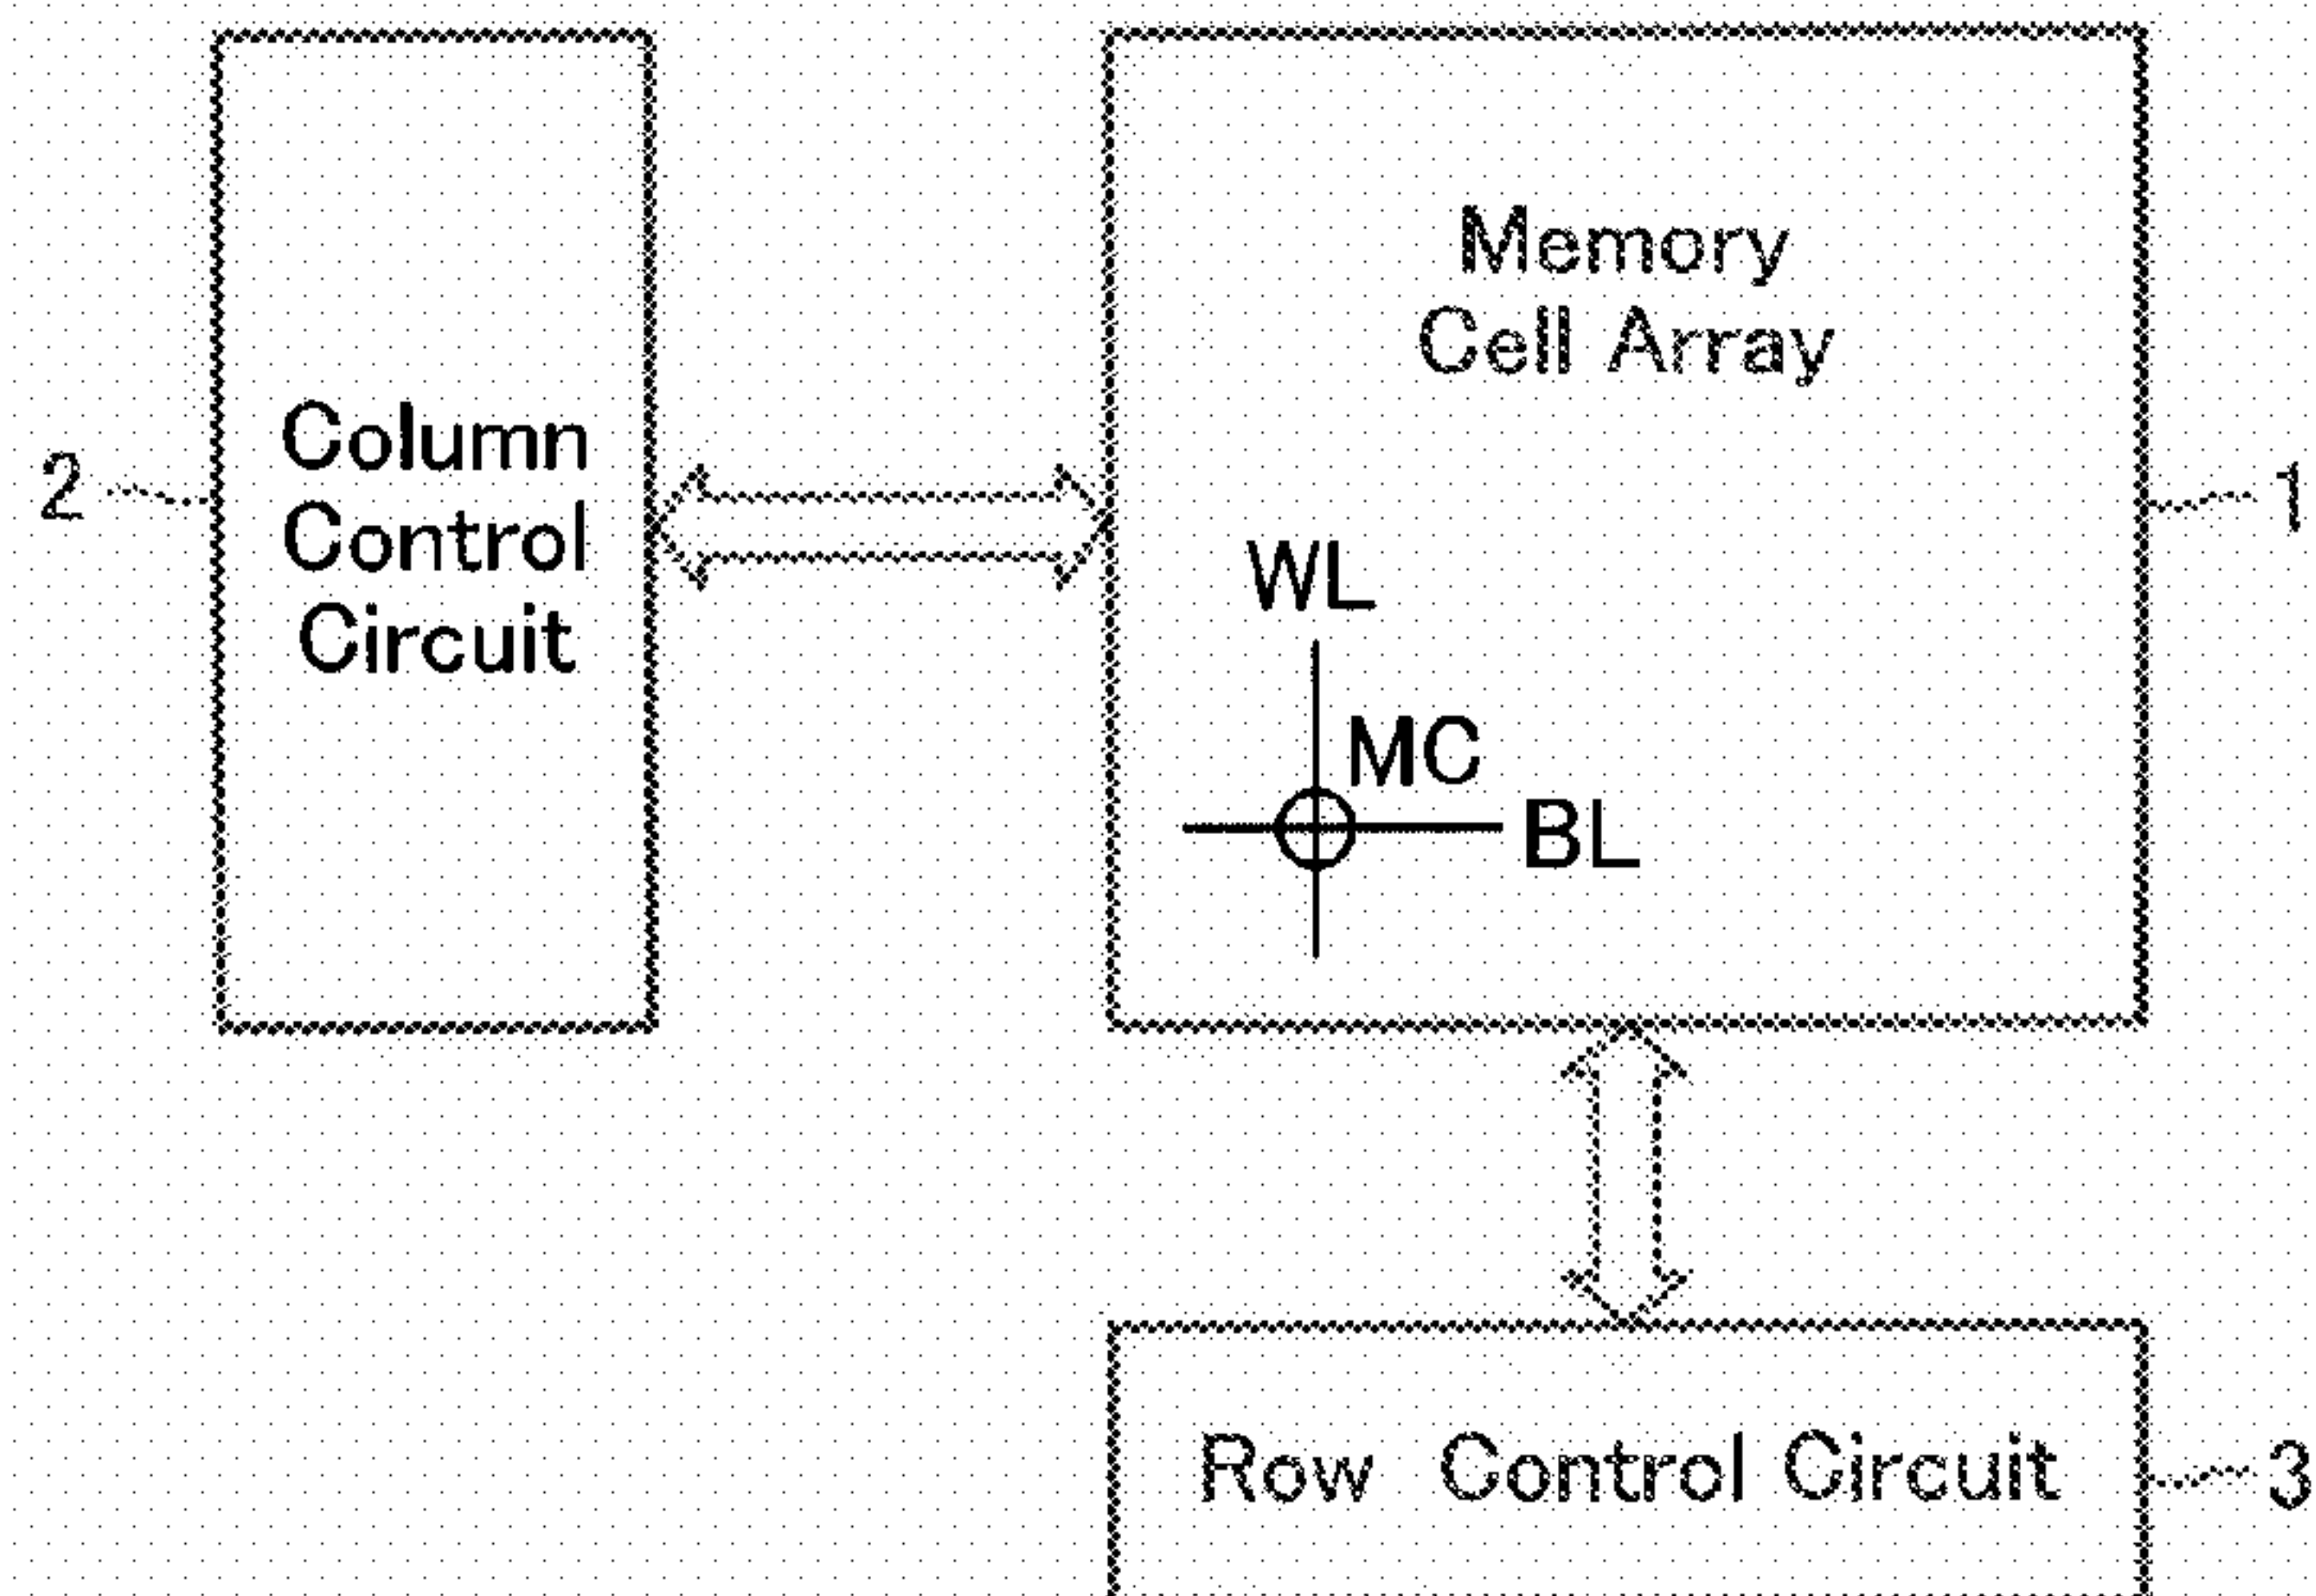 Memory
Cell Array
Column
Control
Circuit
2
1
WL
MC
BL
Row Control Circuit
3